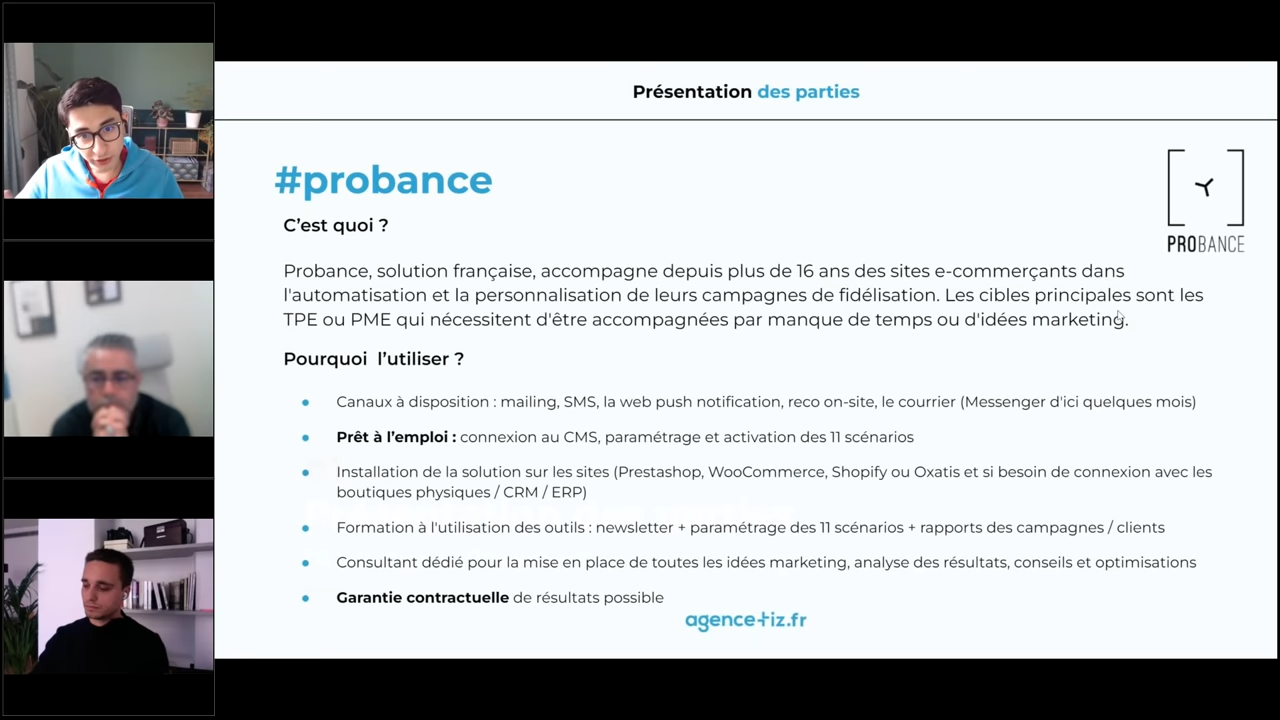 Présentation des parties
#probance
C'est quoi ?
PROBANCE
Probance, solution française, accompagne depuis plus de 16 ans des sites e-commerçants dans
l'automatisation et la personnalisation de leurs campagnes de fidélisation. Les cibles principales sont les
TPE ou PME qui nécessitent d'être accompagnées par manque de temps ou d'idées marketing.
Pourquoi l'utiliser ?
Canaux à disposition : mailing, SMS, la web push notification, reco on-site, le courrier (Messenger d'ici quelques mois)
Prêt à l'emploi : connexion au CMS, paramétrage et activation des 11 scénarios
Installation de la solution sur les sites (Prestashop, WooCommerce, Shopify ou Oxatis et si besoin de connexion avec les
boutiques physiques / CRM / ERP)
Formation à l'utilisation des outils : newsletter + paramétrage des 11 scénarios + rapports des campagnes / clients
Consultant dédié pour la mise en place de toutes les idées marketing, analyse des résultats, conseils et optimisations
Garantie contractuelle de résultats possible
agence-tiz.fr